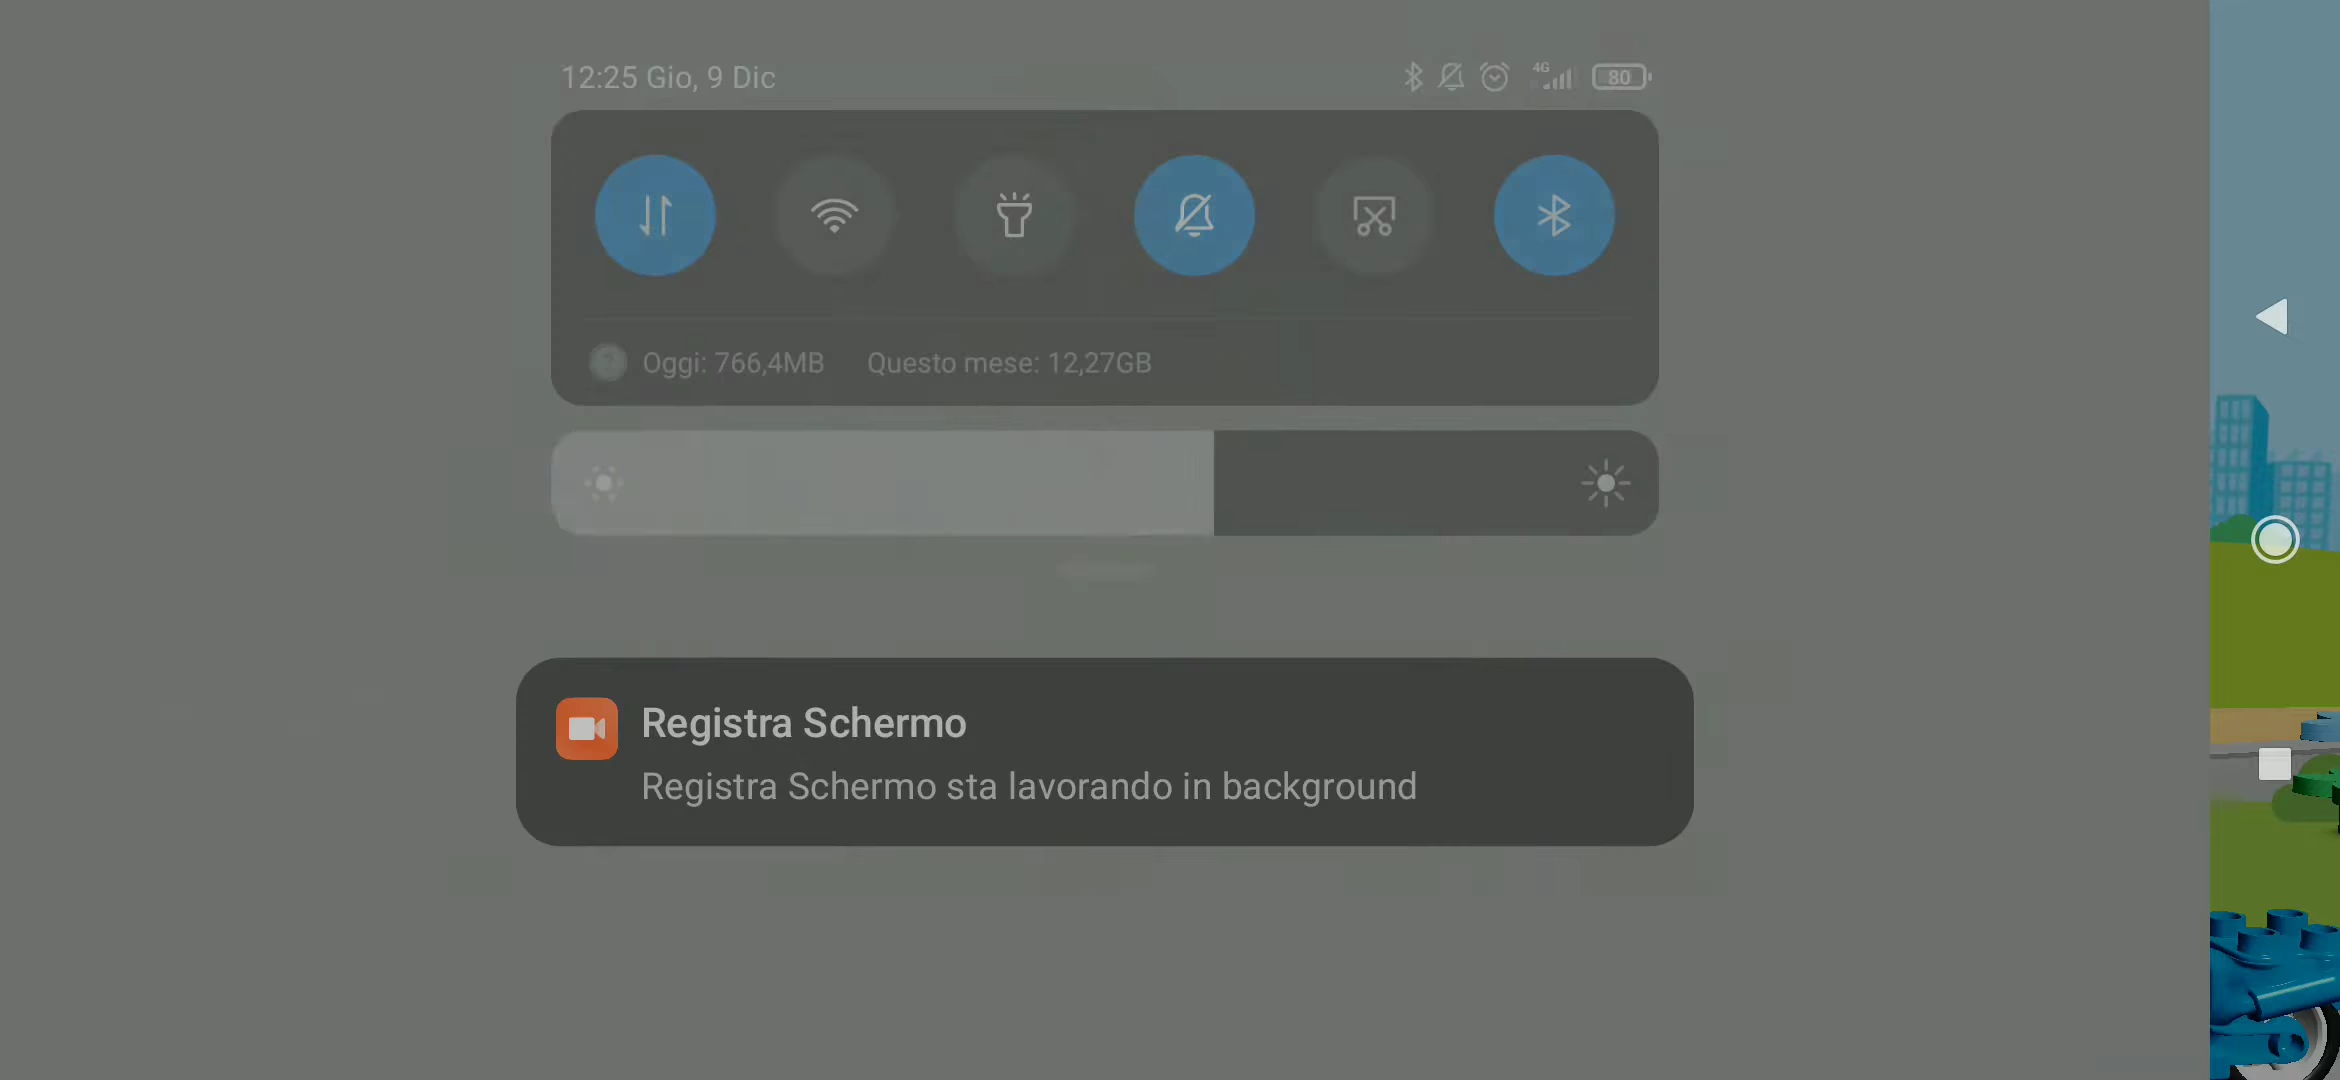 12:25 Gio, 9 Dic
4G
80
Oggi: 766,4MB Questo mese: 12,27GB
Registra Schermo
Registra Schermo sta lavorando in background